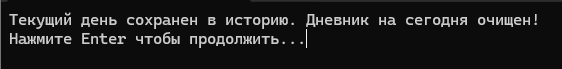 Текущий день сохранен в историю. Дневник на сегодня очищен!
Нажмите Enter чтобы продолжить...